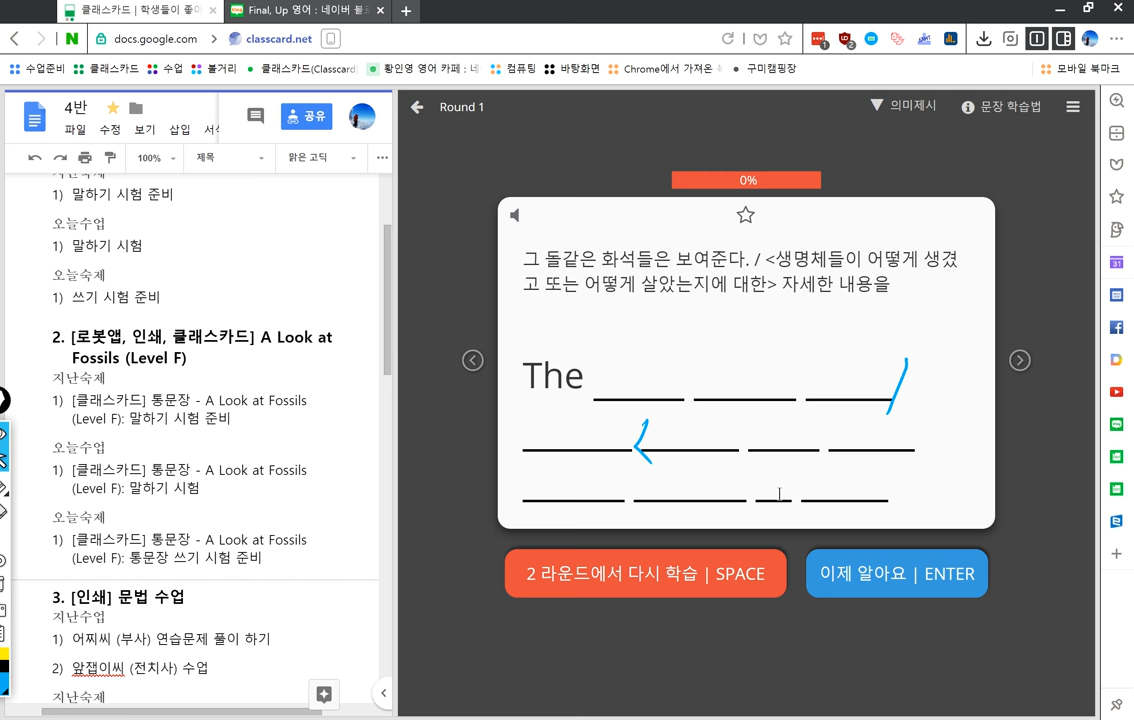 클래스카드 | 학생들이 좋아
Final, Up 영어 : 네이버 블로
docs.google.com
classcard.net
수업준비
클래스카드
수업
볼거리
클래스카드(Classcard
황인영 영어 카페 : 네
컴퓨팅
바탕화면
Chrome에서 가져온
구미캠핑장
모바일 북마크
4반
파일 수정 보기 삽입 서식
공유
100% 제목 맑은 고딕
1) 말하기 시험 준비
오늘수업
1) 말하기 시험
오늘숙제
1) 쓰기 시험 준비
2. [로봇앱, 인쇄, 클래스카드] A Look at
Fossils (Level F)
지난숙제
1) [클래스카드] 통문장 - A Look at Fossils
(Level F): 말하기 시험 준비
오늘수업
1) [클래스카드] 통문장 - A Look at Fossils
(Level F): 말하기 시험
오늘숙제
1) [클래스카드] 통문장 - A Look at Fossils
(Level F): 통문장 쓰기 시험 준비
3. [인쇄] 문법 수업
지난수업
1) 어찌씨 (부사) 연습문제 풀이 하기
2) 앞잽이씨 (전치사) 수업
지난숙제
Round 1
의미제시
문장 학습법
0%
그 돌같은 화석들은 보여준다. / <생명체들이 어떻게 생겼
고 또는 어떻게 살았는지에 대한> 자세한 내용을
The
2 라운드에서 다시 학습 | SPACE
이제 알아요 | ENTER